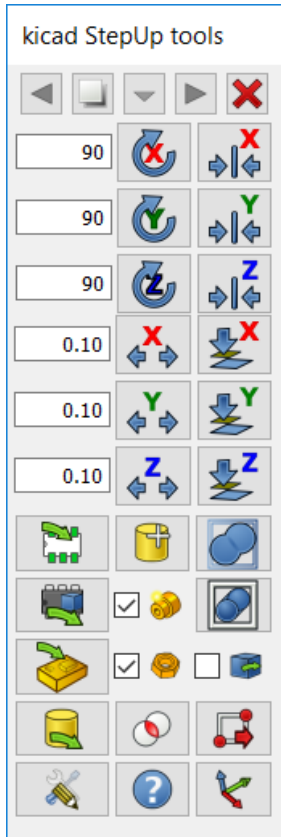 kicad StepUp tools
X
90 X
Y
90 Y
Z
90 Z
0.10 X X
0.10 Y Y
0.10 Z Z
?